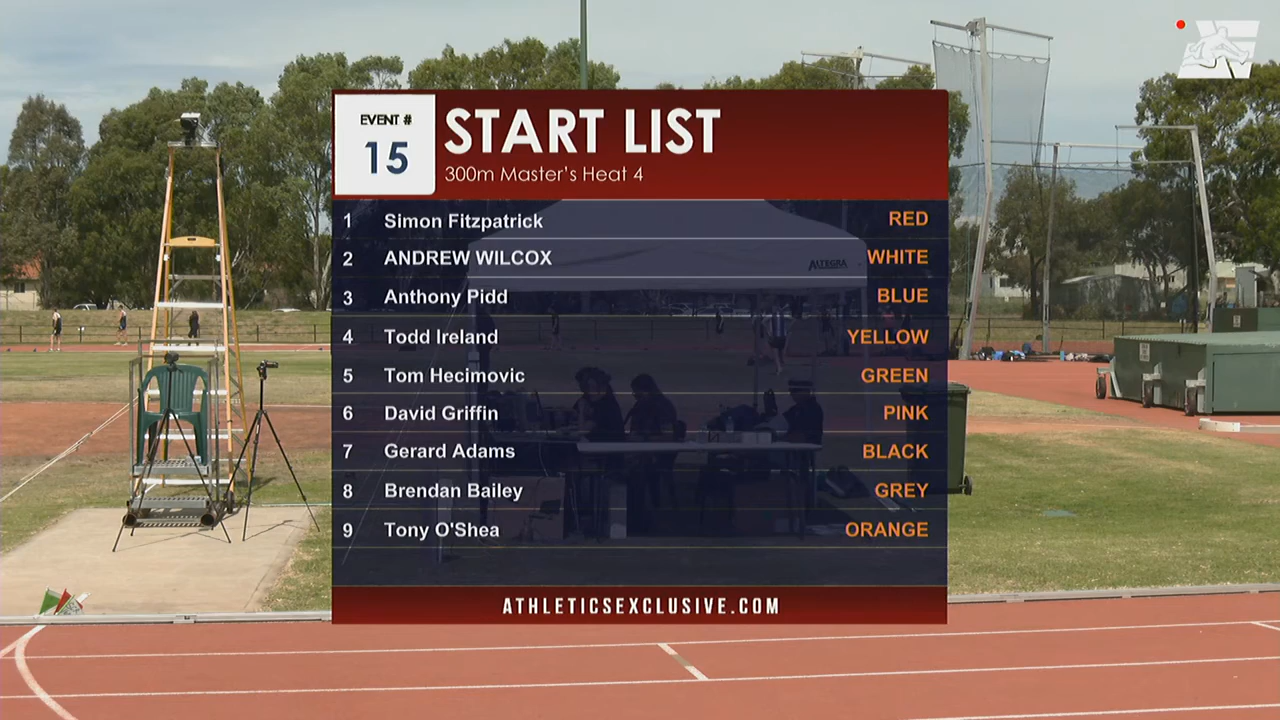 EVENT #
15
START LIST
300m Master's Heat 4
1 Simon Fitzpatrick RED
2 ANDREW WILCOX WHITE
3 Anthony Pidd BLUE
4 Todd Ireland YELLOW
5 Tom Hecimovic GREEN
6 David Griffin PINK
7 Gerard Adams BLACK
8 Brendan Bailey GREY
9 Tony O'Shea ORANGE
ALTEGRA
ATHLETICSEXCLUSIVE.COM